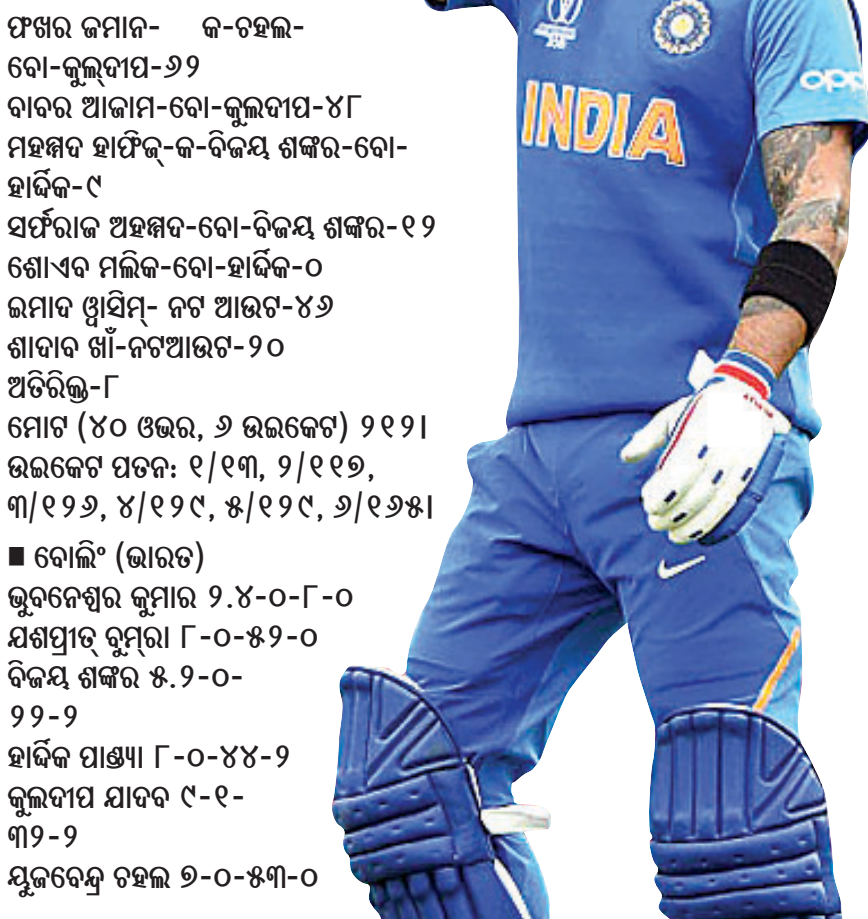 ଫଖର ଜମାନ- କ-ଚହଲ-
ବୋ-କୁଲ୍‌ଦୀପ-୬୨
ବାବର ଆଜାମ-ବୋ-କୁଲଦୀପ-୪୮
ମହମ୍ମଦ ହାଫିଜ୍‌-କ-ବିଜୟ ଶଙ୍କର-ବୋ-
ହାର୍ଦ୍ଦିକ-୯
ସର୍ଫରାଜ ଅହମ୍ମଦ-ବୋ-ବିଜୟ ଶଙ୍କର-୧୨
ଶୋଏବ ମଲିକ-ବୋ-ହାର୍ଦ୍ଦିକ-୦
ଇମାଦ ୱାସିମ୍‌- ନଟ ଆଉଟ-୪୬
ଶାଦାବ ଖାଁ-ନଟଆଉଟ-୨୦
ଅତିରିକ୍ତ-୮
ମୋଟ (୪୦ ଓଭର, ୬ ଉଇକେଟ) ୨୧୨।
ଉଇକେଟ ପତନ: ୧/୧୩, ୨/୧୧୭,
୩/୧୨୬, ୪/୧୨୯, ୫/୧୨୯, ୬/୧୬୫।
■ ବୋଲିଂ (ଭାରତ)
ଭୁବନେଶ୍ୱର କୁମାର ୨.୪-୦-୮-୦
ଯଶପ୍ରୀତ୍‌ ବୁମ୍‌ରା ୮-୦-୫୨-୦
ବିଜୟ ଶଙ୍କର ୫.୨-୦-
୨୨-୨
ହାର୍ଦ୍ଦିକ ପାଣ୍ଡ୍ୟା ୮-୦-୪୪-୨
କୁଲଦୀପ ଯାଦବ ୯-୧-
୩୨-୨
ୟୁଜବେନ୍ଦ୍ର ଚହଲ ୭-୦-୫୩-୦
INDIA
opp